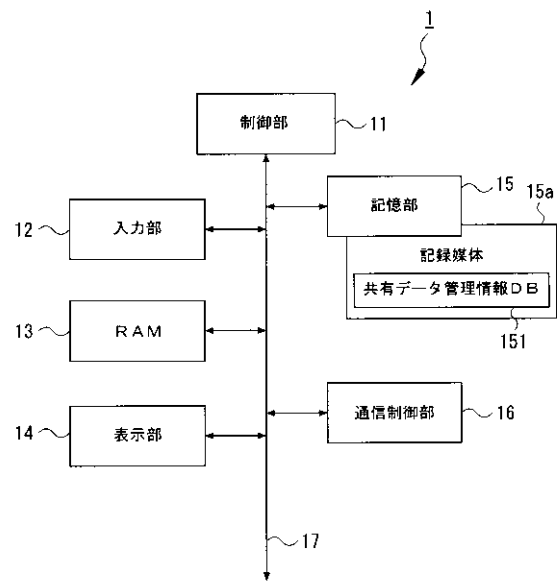 1
制御部
11
15
15a
記憶部
12
入力部
記録媒体
共有データ管理情報DB
151
13
RAM
14
表示部
通信制御部
16
17